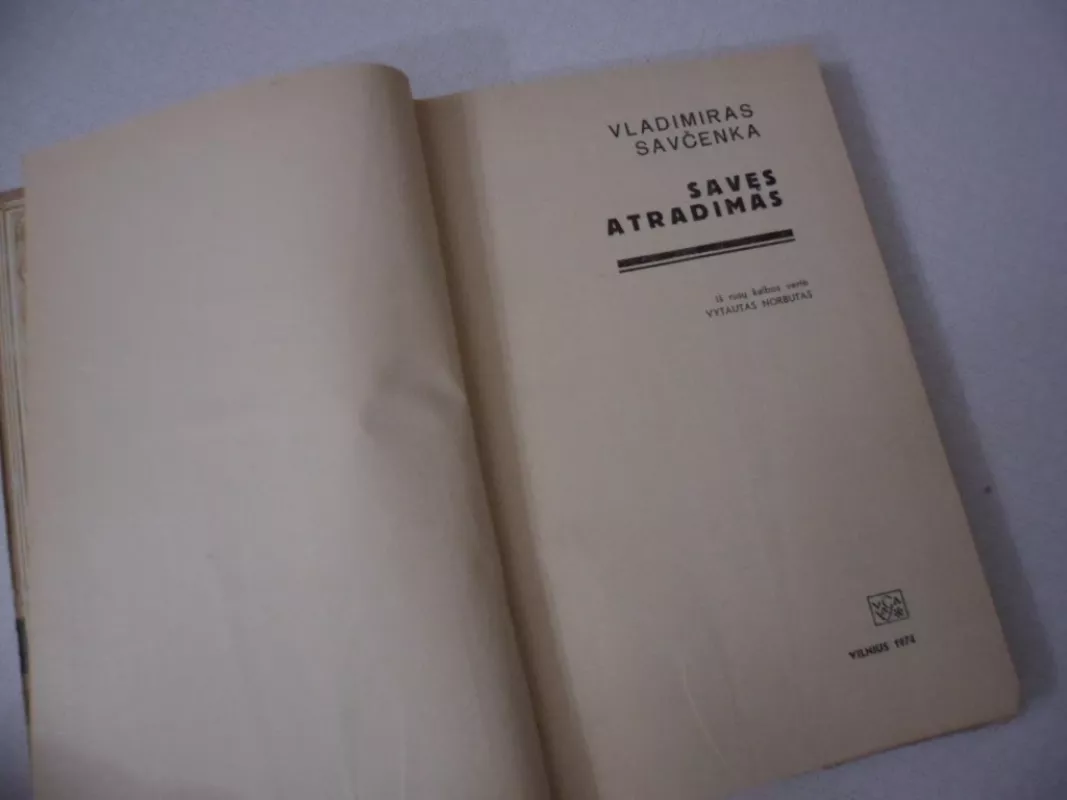 VLADIMIRAS
SAVČENKA
SAVĘS
ATRADIMAS
Iš rusų kalbos vertė
VYTAUTAS NORBUTAS
VILNIUS 1974